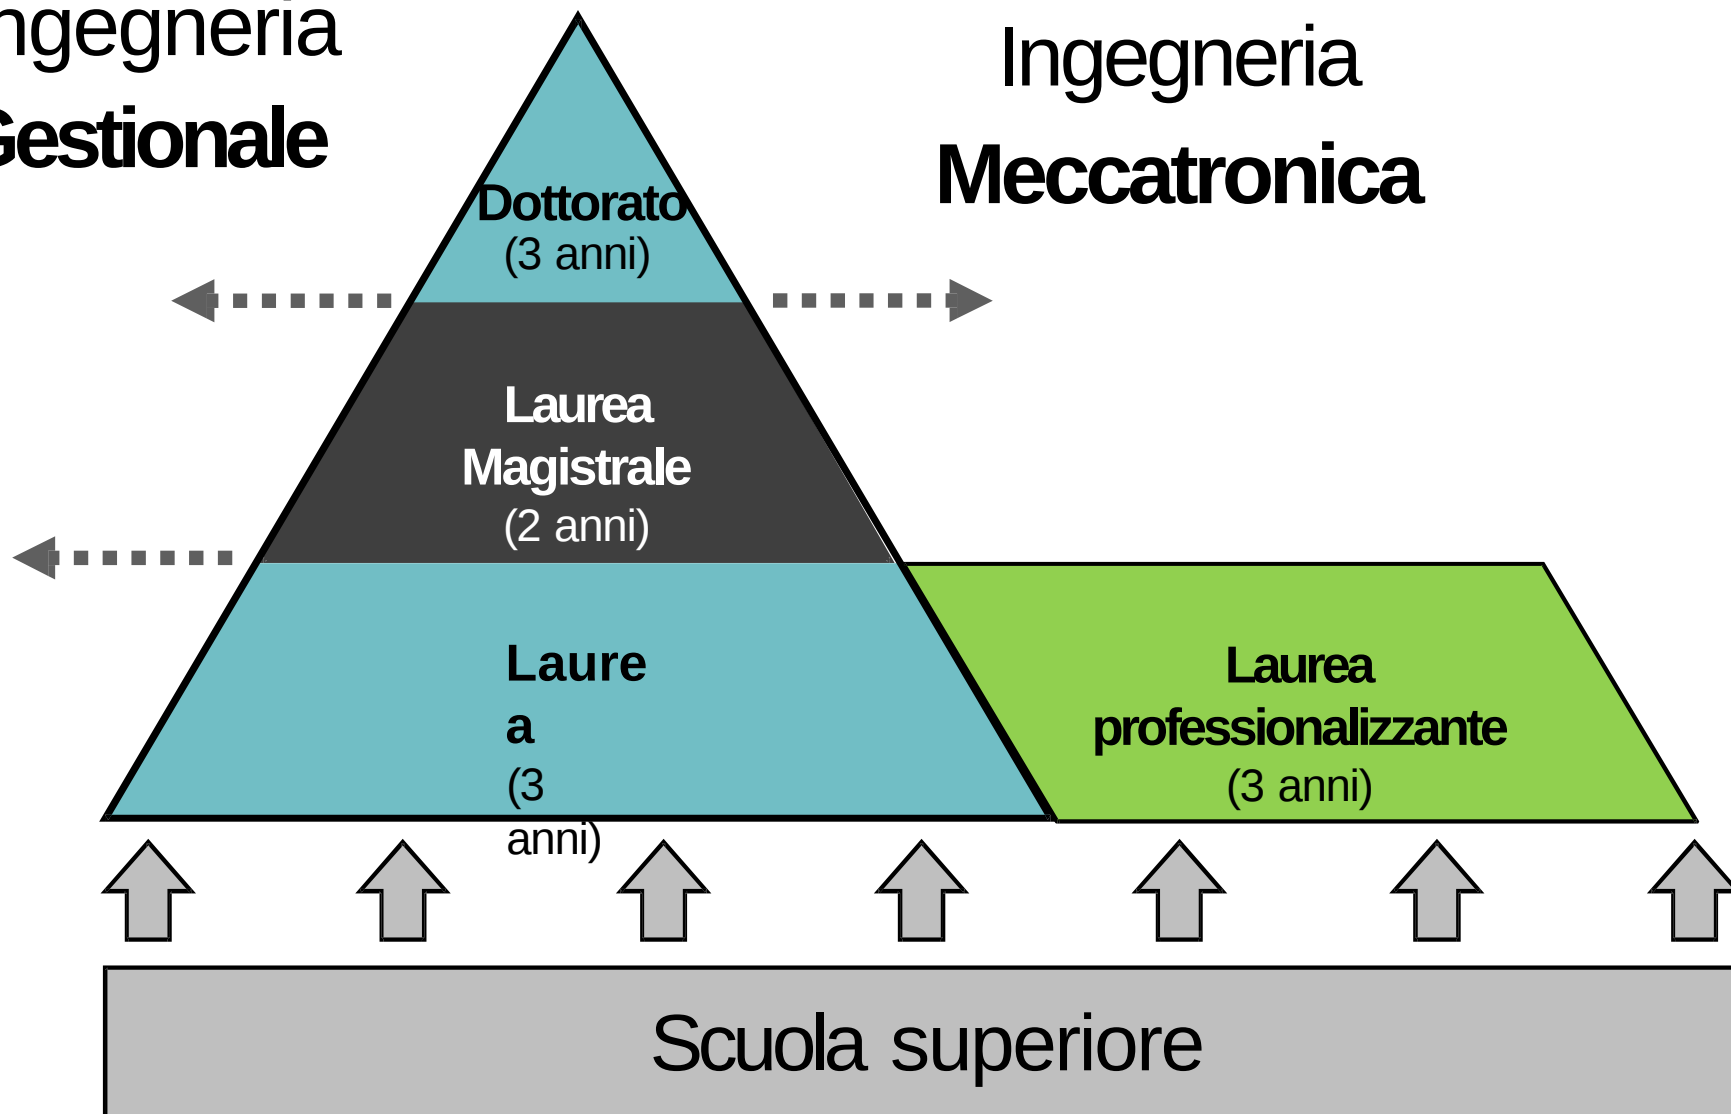 ngegneria
Gestionale
Ingegneria
Meccatronica
Dottorato
(3 anni)
Laurea
Magistrale
(2 anni)
Laure
a
(3
anni)
Laurea
professionalizzante
(3 anni)
Scuola superiore